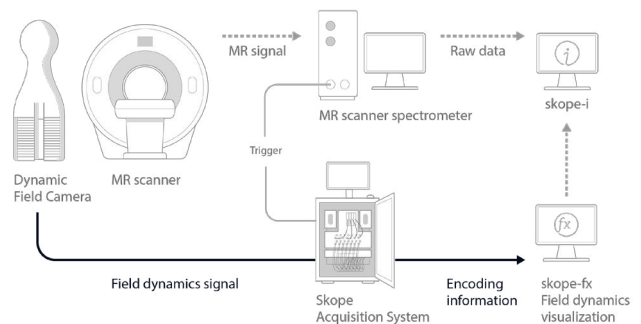 MR signal
Raw data
i
skope-i
MR scanner spectrometer
Trigger
Dynamic
Field Camera
MR scanner
fx
Field dynamics signal
Skope
Acquisition System
Encoding
information
skope-fx
Field dynamics
visualization